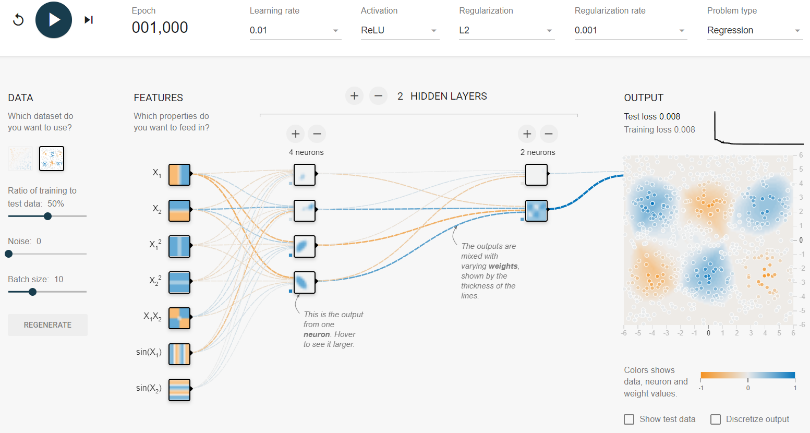 Epoch
001,000
Learning rate
0.01
Activation
ReLU
Regularization
L2
Regularization rate
0.001
Problem type
Regression
DATA
Which dataset do
you want to use?
Ratio of training to
test data: 50%
Noise: 0
Batch size: 10
REGENERATE
FEATURES
Which properties do
you want to feed in?
X₁
X₂
X₁²
X₂²
X₁X₂
sin(X₁)
sin(X₂)
+ − 2 HIDDEN LAYERS
+ −
4 neurons
+ −
2 neurons
This is the output
from one
neuron. Hover
to see it larger.
The outputs are
mixed with
varying weights,
shown by the
thickness of the
lines.
OUTPUT
Test loss 0.008
Training loss 0.008
6
5
4
3
2
1
0
-1
-2
-3
-4
-5
-6
-6 -5 -4 -3 -2 -1 0 1 2 3 4 5 6
Colors shows
data, neuron and
weight values.
-1 0 1
Show test data
Discretize output